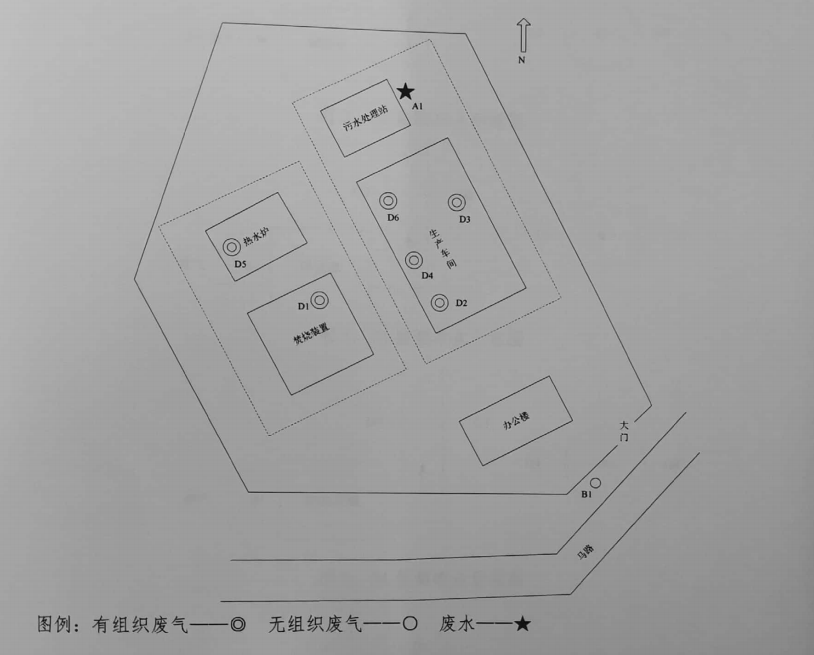 N
A1
污水处理站
D6
D3
生产车间
热水炉
D5
D4
D1
D2
焚烧装置
办公楼
大门
B1
马路
图例：有组织废气——◎ 无组织废气——○ 废水——★